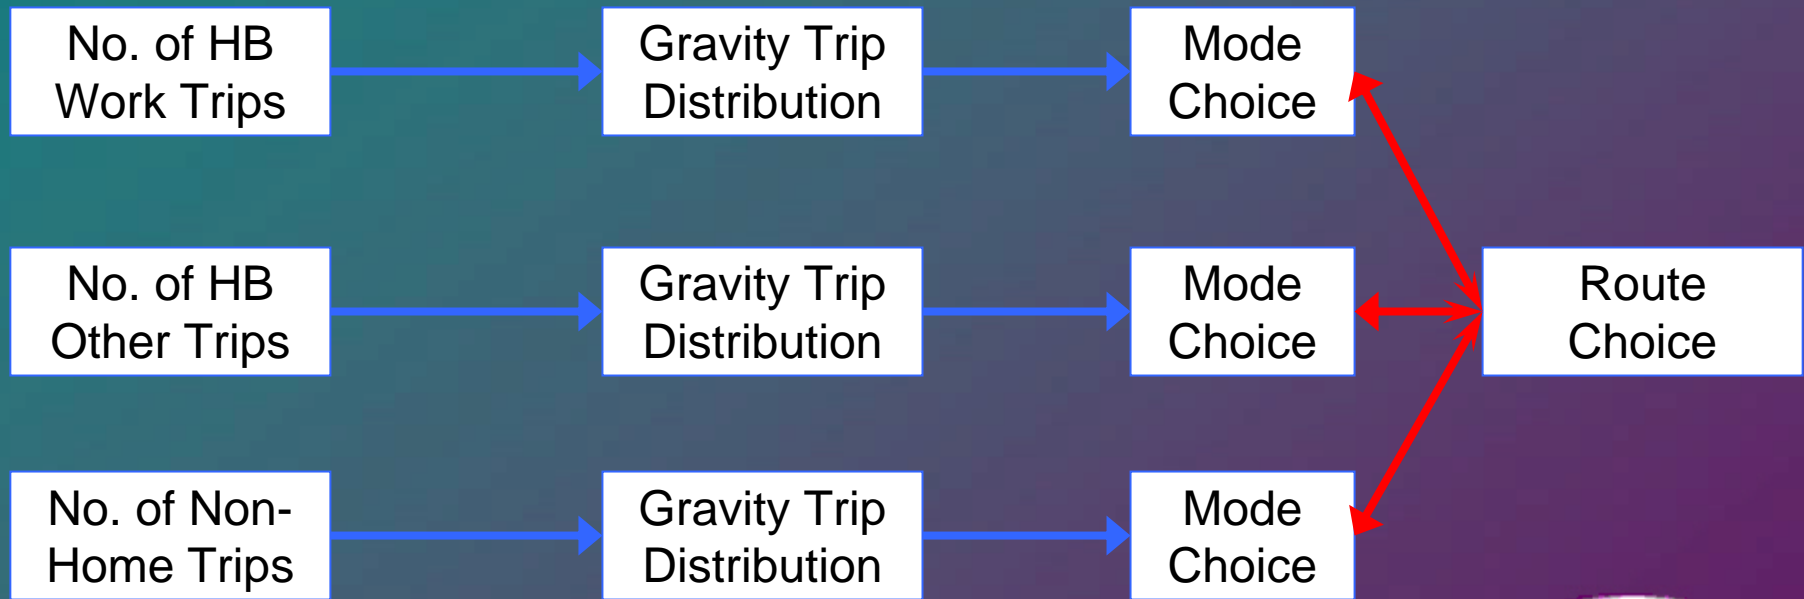 No. of HB
Work Trips
Gravity Trip
Distribution
Mode
Choice
No. of HB
Other Trips
Gravity Trip
Distribution
Mode
Choice
Route
Choice
No. of Non-
Home Trips
Gravity Trip
Distribution
Mode
Choice